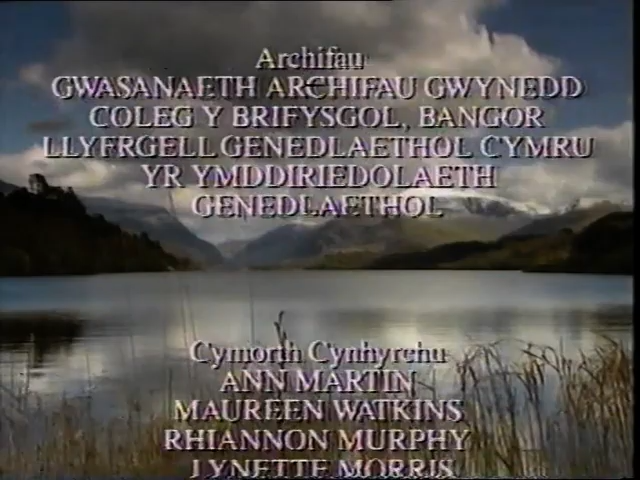 Archifau
GWASANAETH ARCHIFAU GWYNEDD
COLEG Y BRIFYSGOL, BANGOR
LLYFRGELL GENEDLAETHOL CYMRU
YR YMDDIRIEDOLAETH
GENEDLAETHOL
Cymorth Cynhyrchu
ANN MARTIN
MAUREEN WATKINS
RHIANNON MURPHY
LYNETTE MORRIS